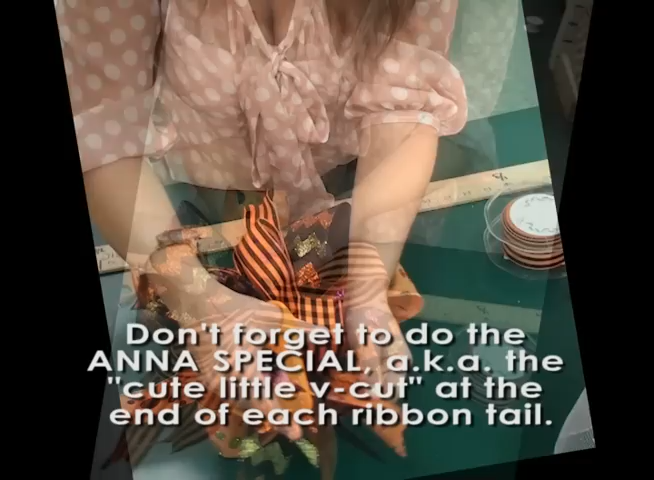 Don't forget to do the
ANNA SPECIAL, a.k.a. the
"cute little v-cut" at the
end of each ribbon tail.